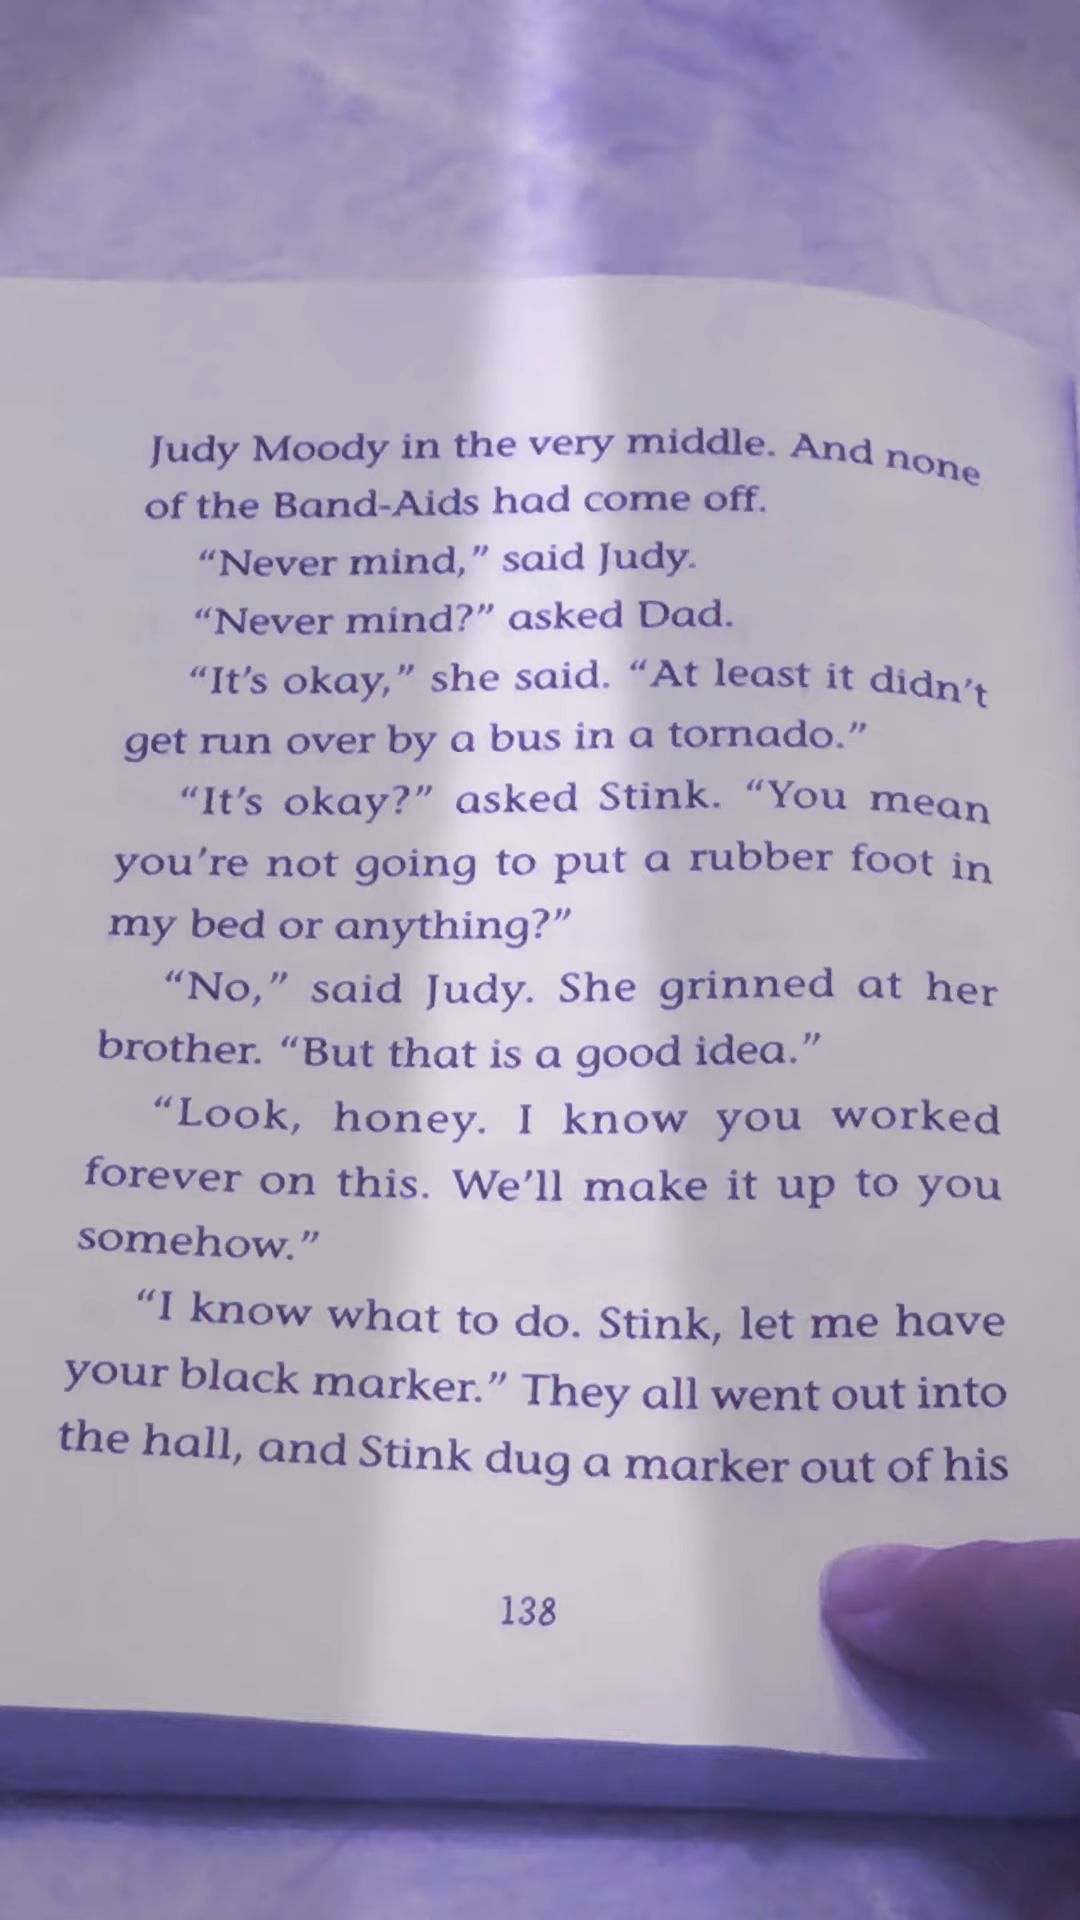 Judy Moody in the very middle. And none
of the Band-Aids had come off.
“Never mind,” said Judy.
“Never mind?” asked Dad.
“It’s okay,” she said. “At least it didn’t
get run over by a bus in a tornado.”
“It’s okay?” asked Stink. “You mean
you’re not going to put a rubber foot in
my bed or anything?”
“No,” said Judy. She grinned at her
brother. “But that is a good idea.”
“Look, honey. I know you worked
forever on this. We’ll make it up to you
somehow.”
“I know what to do. Stink, let me have
your black marker.” They all went out into
the hall, and Stink dug a marker out of his
138